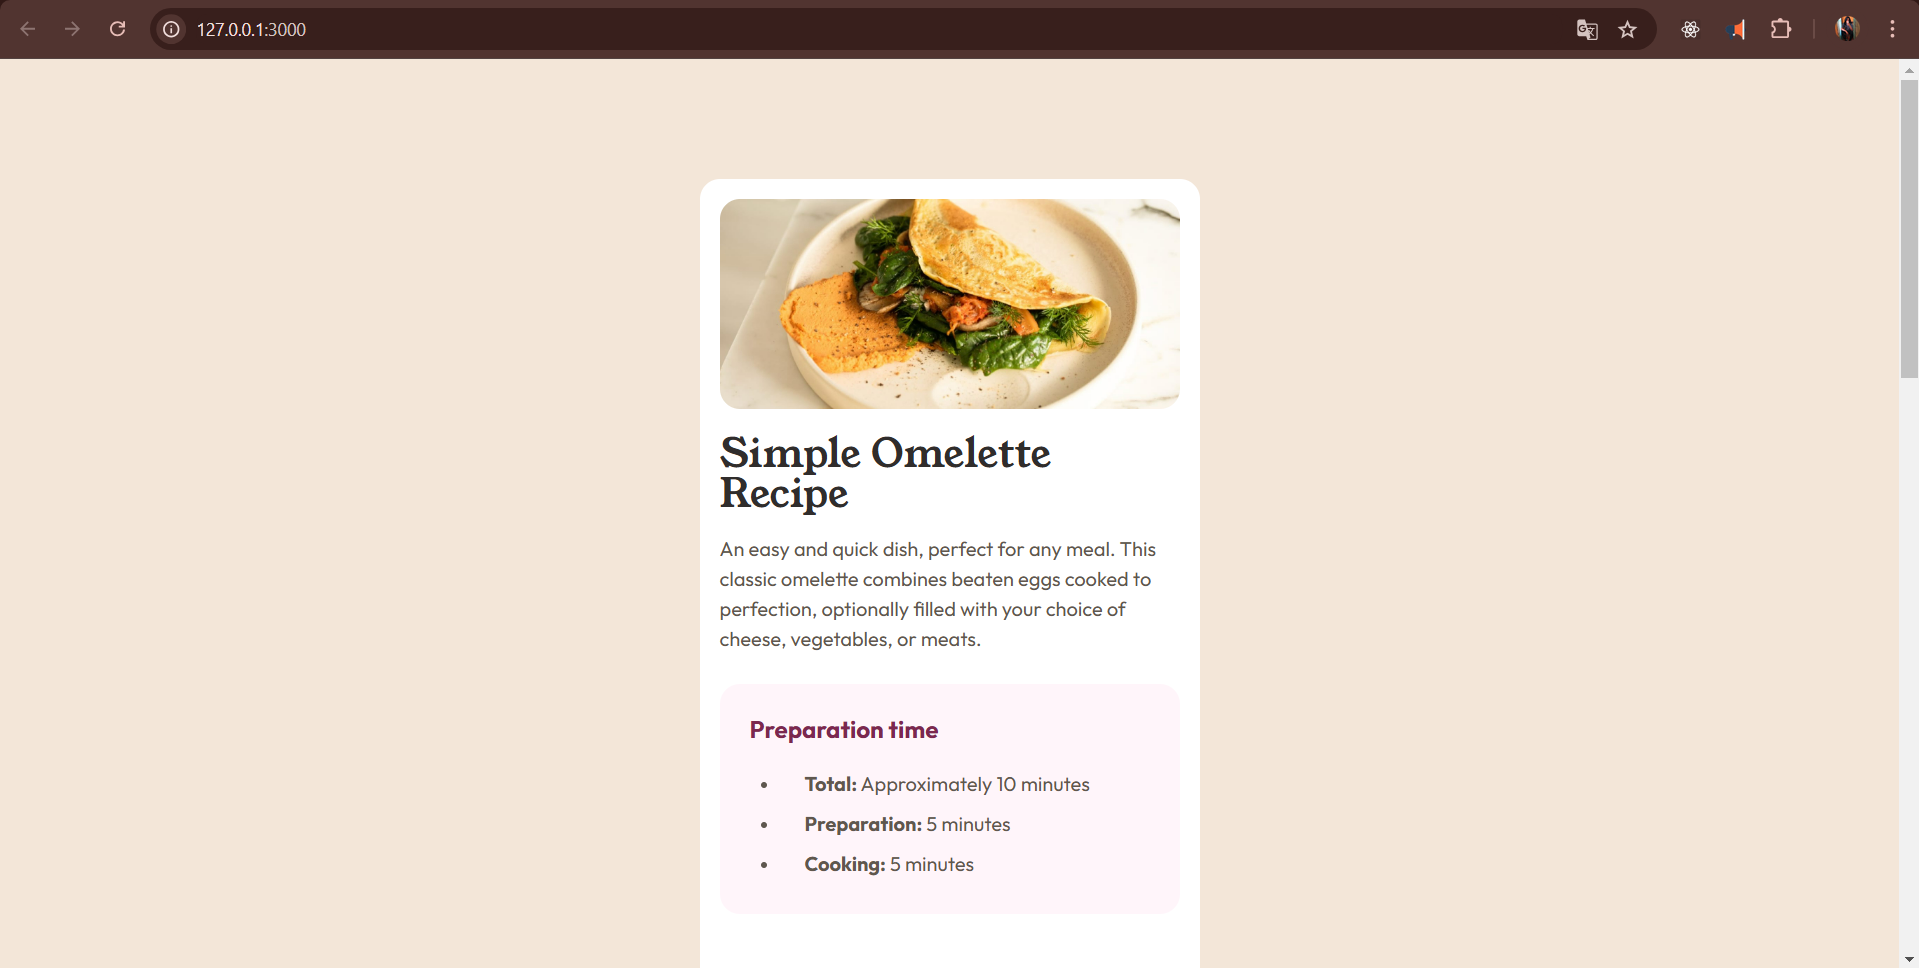 127.0.0.1:3000
Simple Omelette
Recipe
An easy and quick dish, perfect for any meal. This
classic omelette combines beaten eggs cooked to
perfection, optionally filled with your choice of
cheese, vegetables, or meats.
Preparation time
• Total: Approximately 10 minutes
• Preparation: 5 minutes
• Cooking: 5 minutes